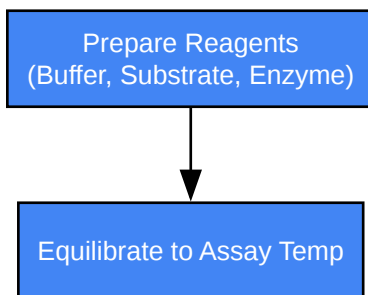 Prepare Reagents
(Buffer, Substrate, Enzyme)
Equilibrate to Assay Temp